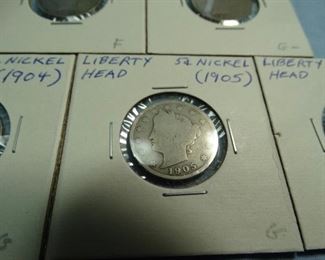 F
G-
NICKEL
(1904)
LIBERTY 5¢ NICKEL
HEAD (1905)
LIBERTY
HEAD
1905
G
G-